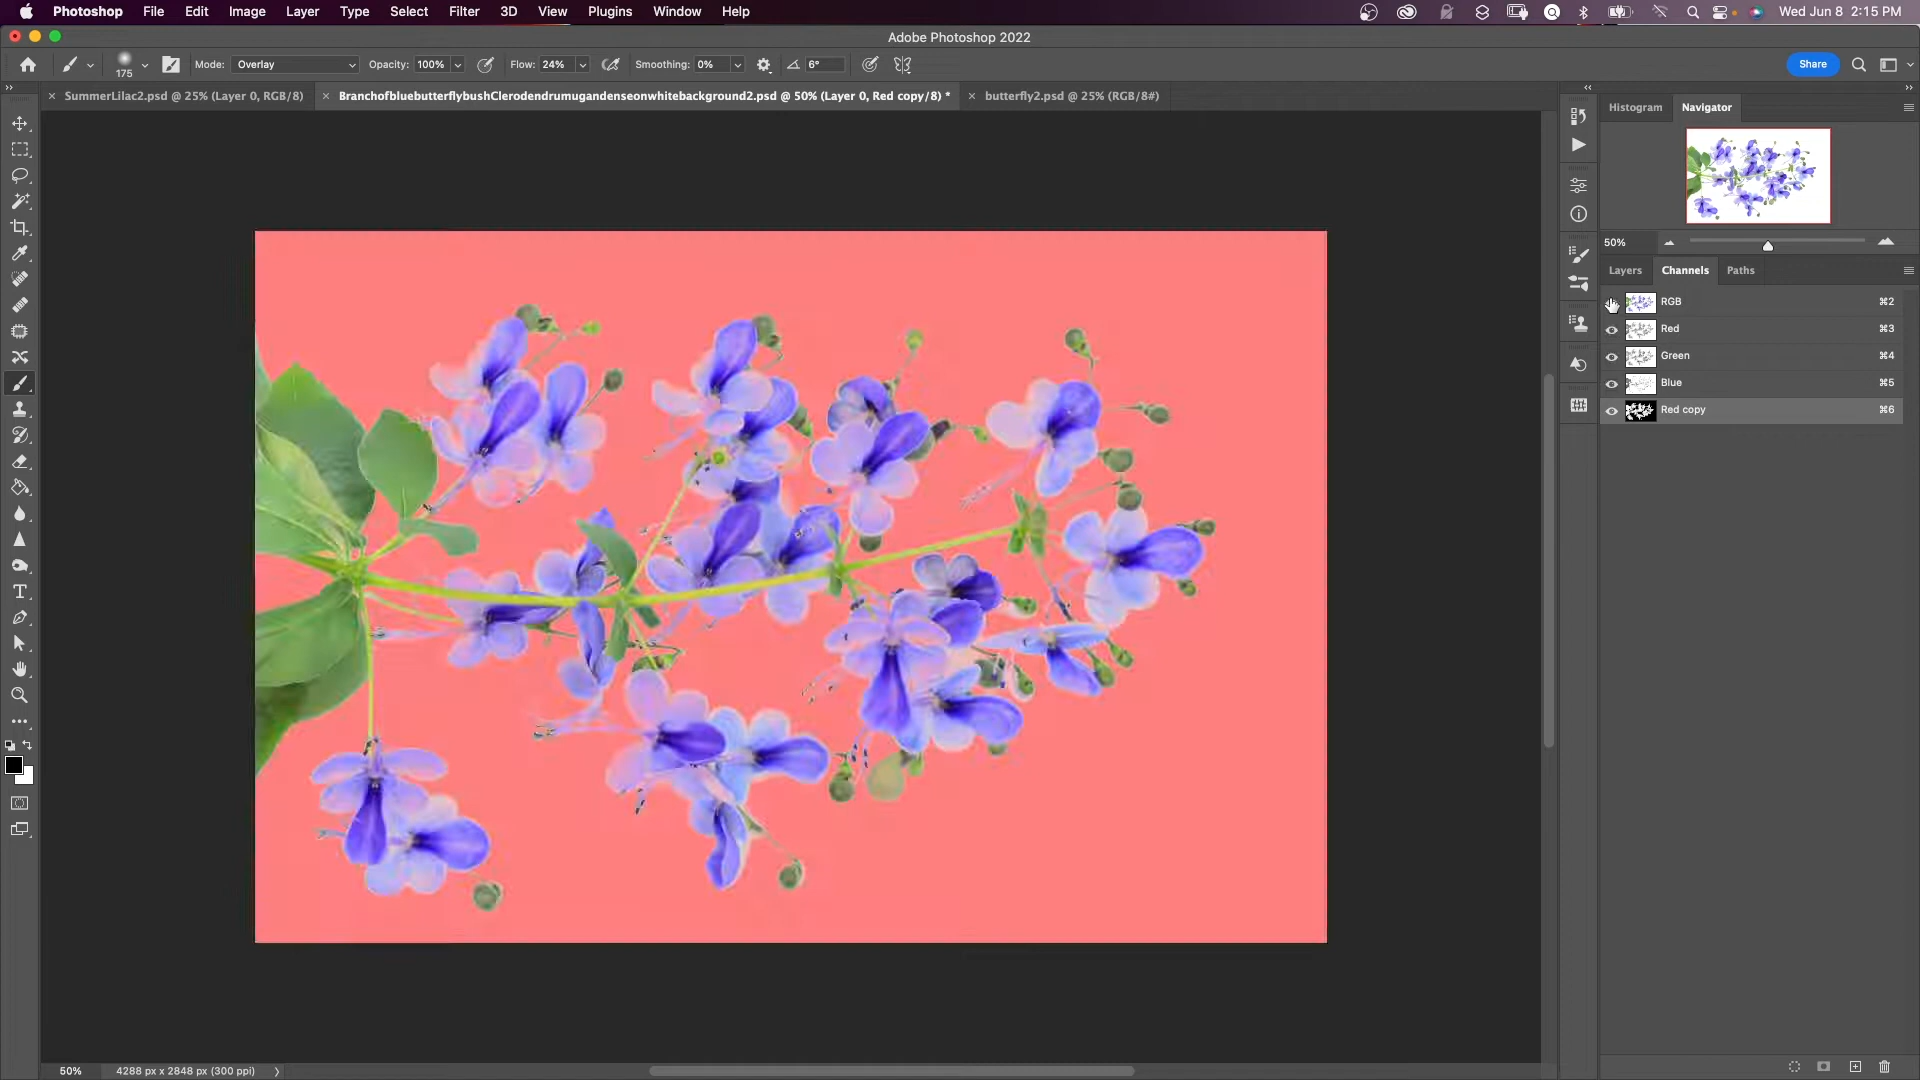 Photoshop File Edit Image Layer Type Select Filter 3D View Plugins Window Help Wed Jun 8 2:15 PM
Adobe Photoshop 2022
175 Mode: Overlay Opacity: 100% Flow: 24% Smoothing: 0% 6° Share
SummerLilac2.psd @ 25% (Layer 0, RGB/8) BranchofbluebutterflybushClerodendrumugandenseonwhitebackground2.psd @ 50% (Layer 0, Red copy/8) * butterfly2.psd @ 25% (RGB/8#)
Histogram Navigator
50%
Layers Channels Paths
RGB ⌘2
Red ⌘3
Green ⌘4
Blue ⌘5
Red copy ⌘6
50% 4288 px x 2848 px (300 ppi)